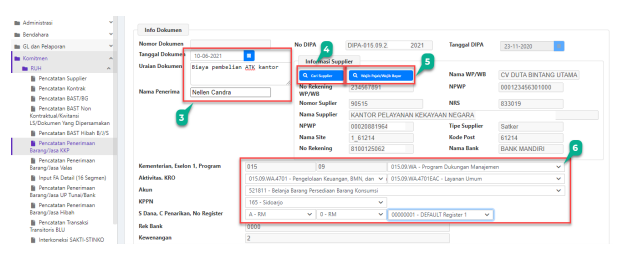 Administrasi
Bendahara
GL dan Pelaporan
Komitmen
RUH
Pencatatan Supplier
Pencatatan Kontrak
Pencatatan BAST/BG
Pencatatan BAST Non
Kontraktual/Kwitansi
LS/Dokumen Yang Dipersamakan
Pencatatan BAST Hibah B/J/S
Pencatatan Penerimaan
Barang/Jasa KKP
Pencatatan Penerimaan
Barang/Jasa Valas
Input FA Detail (16 Segmen)
Pencatatan Penerimaan
Barang/Jasa UP Tunai/Bank
Pencatatan Penerimaan
Barang/Jasa Hibah
Pencatatan Transaksi
Transitoris BLU
Interkoneksi SAKTI-STINKO
Info Dokumen
Nomor Dokumen
Tanggal Dokumen 10-06-2021
Uraian Dokumen Biaya pembelian ATK kantor
Nama Penerima Nellen Candra
3
No DIPA DIPA-015.09.2. 2021
Tanggal DIPA 23-11-2020
4
5
Informasi Supplier
Cari Supplier
Wajib Pajak/Wajib Bayar
No Rekening 234567891
WP/WB
Nama WP/WB CV DUTA BINTANG UTAMA
NPWP 000123456301000
Nomor Suplier 90515
NRS 833019
Nama Supplier KANTOR PELAYANAN KEKAYAAN NEGARA
NPWP 00020881964
Tipe Supplier Satker
Nama Site 1_61214
Kode Post 61214
No Rekening 8100125062
Nama Bank BANK MANDIRI
6
Kementerian, Eselon 1, Program 015 09 015.09.WA - Program Dukungan Manajemen
Aktivitas, KRO 015.09.WA.4701 - Pengelolaan Keuangan, BMN, dan 015.09.WA.4701EAC - Layanan Umum
Akun 521811 - Belanja Barang Persediaan Barang Konsumsi
KPPN 165 - Sidoarjo
S Dana, C Penarikan, No Register A - RM 0 - RM 00000001 - DEFAULT Register 1
Rek Bank 0000
Kewenangan 2